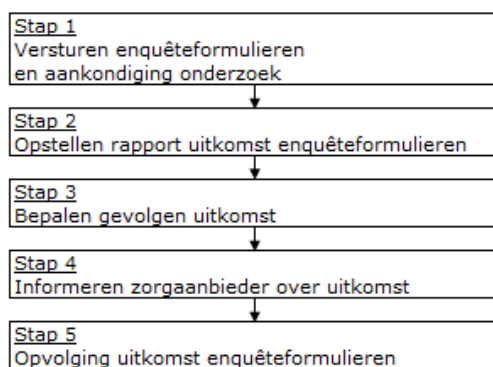 Stap 1
Versturen enquêteformulieren
en aankondiging onderzoek
Stap 2
Opstellen rapport uitkomst enquêteformulieren
Stap 3
Bepalen gevolgen uitkomst
Stap 4
Informeren zorgaanbieder over uitkomst
Stap 5
Opvolging uitkomst enquêteformulieren